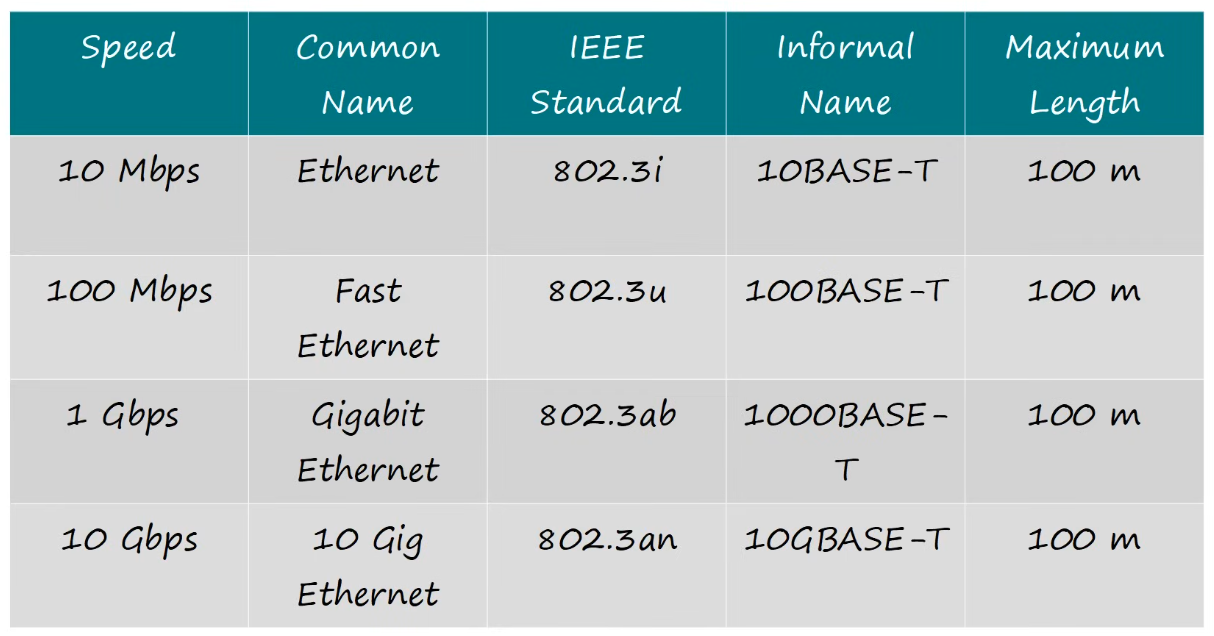 Speed
Common
Name
IEEE
Standard
Informal
Name
Maximum
Length
10 Mbps
Ethernet
802.3i
10BASE-T
100 m
100 Mbps
Fast
Ethernet
802.3u
100BASE-T
100 m
1 Gbps
Gigabit
Ethernet
802.3ab
1000BASE-
T
100 m
10 Gbps
10 Gig
Ethernet
802.3an
10GBASE-T
100 m